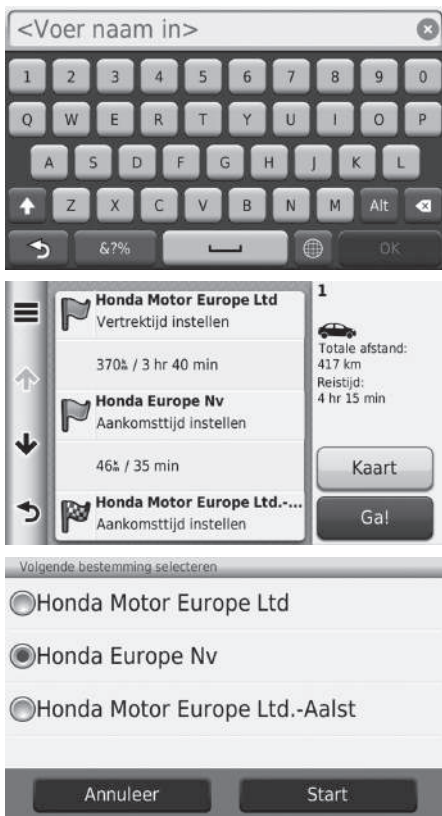 <Voer naam in>
1 2 3 4 5 6 7 8 9 0
Q W E R T Y U I O P
A S D F G H J K L
Z X C V B N M Alt
&?% OK
Honda Motor Europe Ltd
Vertrektijd instellen
370km / 3 hr 40 min
Honda Europe Nv
Aankomsttijd instellen
46km / 35 min
Honda Motor Europe Ltd.-...
Aankomsttijd instellen
1
Totale afstand:
417 km
Reistijd:
4 hr 15 min
Kaart
Ga!
Volgende bestemming selecteren
Honda Motor Europe Ltd
Honda Europe Nv
Honda Motor Europe Ltd.-Aalst
Annuleer Start